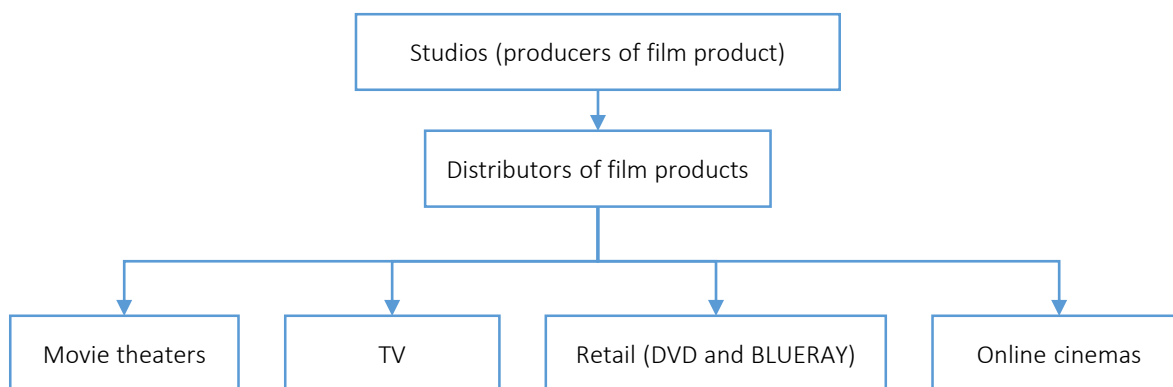 Studios (producers of film product)
Distributors of film products
Movie theaters
TV
Retail (DVD and BLUERAY)
Online cinemas